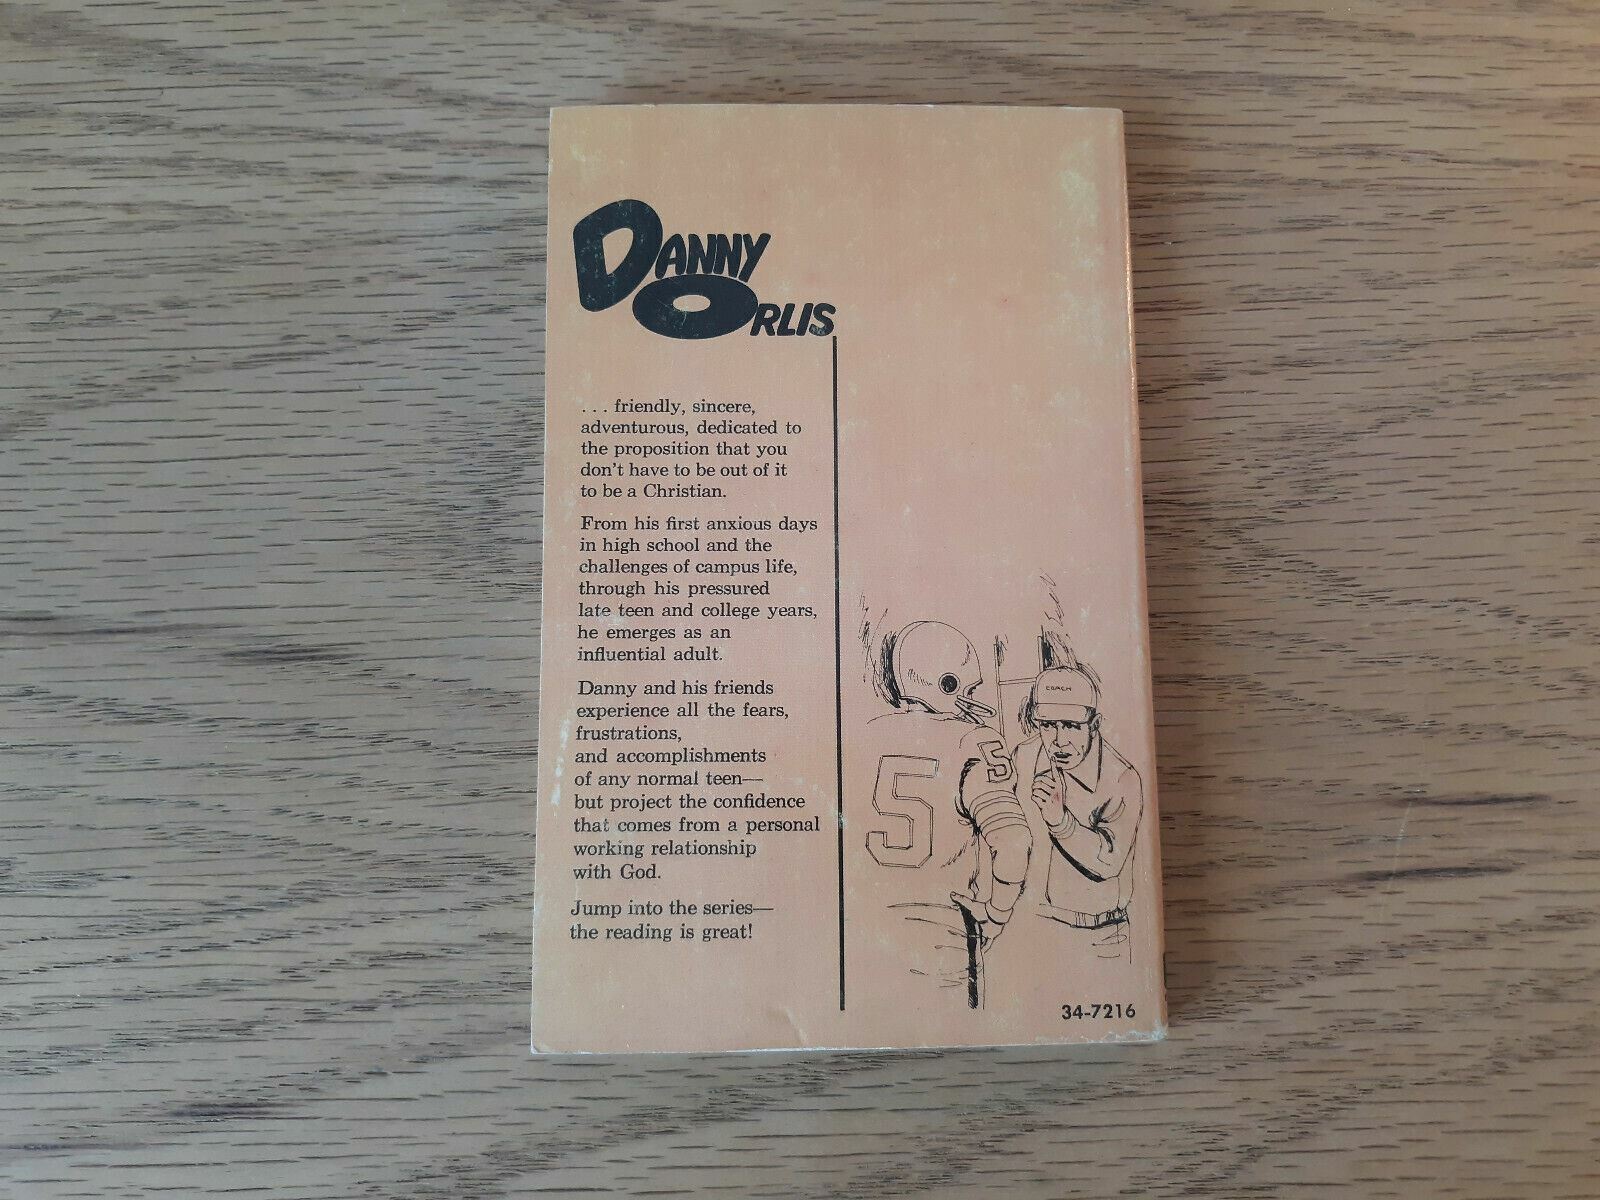 DANNY
ORLIS
. . . friendly, sincere,
adventurous, dedicated to
the proposition that you
don't have to be out of it
to be a Christian.
From his first anxious days
in high school and the
challenges of campus life,
through his pressured
late teen and college years,
he emerges as an
influential adult.
Danny and his friends
experience all the fears,
frustrations,
and accomplishments
of any normal teen—
but project the confidence
that comes from a personal
working relationship
with God.
Jump into the series—
the reading is great!
COACH
5
5
34-7216